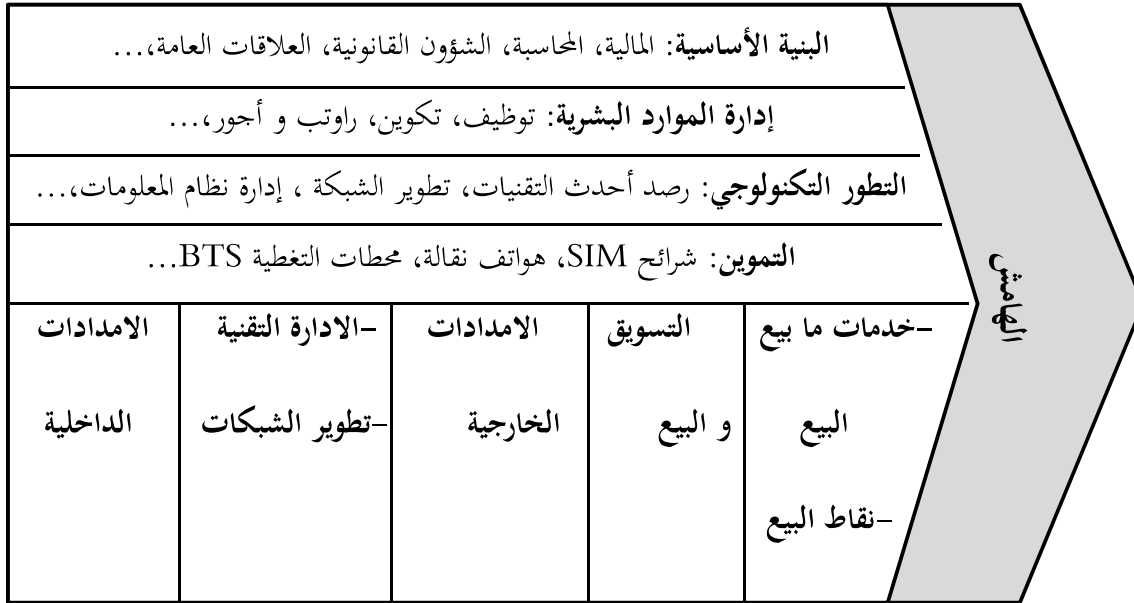 البنية الأساسية: المالية، المحاسبة، الشؤون القانونية، العلاقات العامة،...
إدارة الموارد البشرية: توظيف، تكوين، راوتب و أجور،...
التطور التكنولوجي: رصد أحدث التقنيات، تطوير الشبكة ، إدارة نظام المعلومات،...
التموين: شرائح SIM، هواتف نقالة، محطات التغطية BTS...
الهامش
-خدمات ما بيع
البيع
-نقاط البيع
التسويق
و البيع
الامدادات
الخارجية
-الادارة التقنية
-تطوير الشبكات
الامدادات
الداخلية